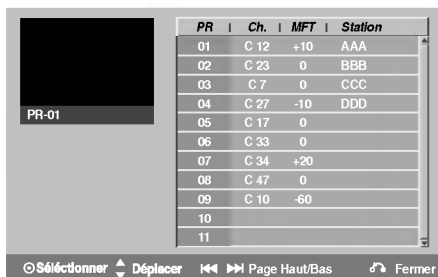 PR | Ch. | MFT | Station
01 C 12 +10 AAA
02 C 23 0 BBB
03 C 7 0 CCC
04 C 27 -10 DDD
05 C 17 0
06 C 33 0
07 C 34 +20
08 C 47 0
09 C 10 -60
10
11
PR-01
Séléctionner Déplacer Page Haut/Bas Fermer